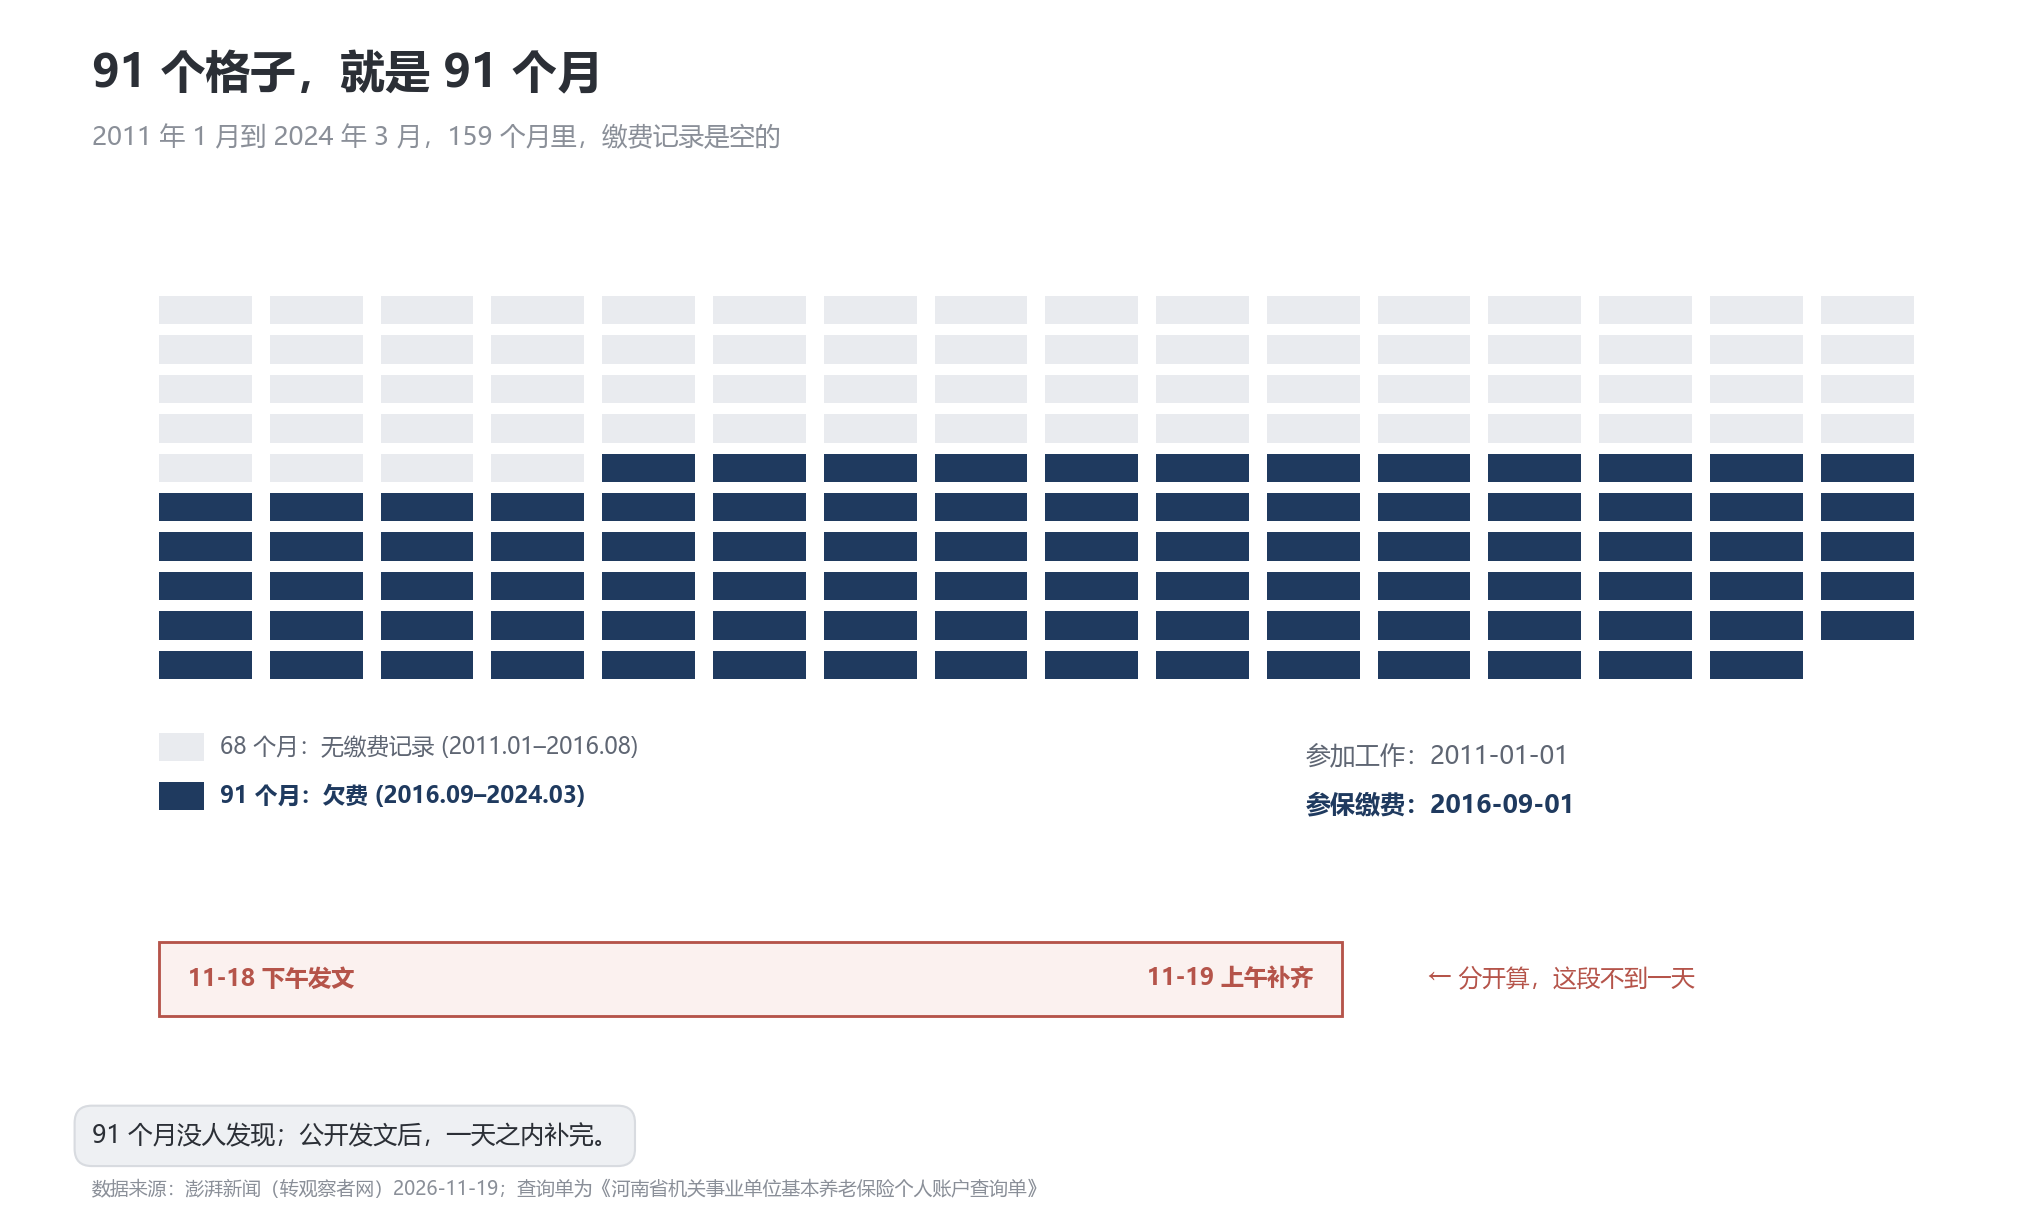 91 个格子，就是 91 个月
2011 年 1 月到 2024 年 3 月，159 个月里，缴费记录是空的
68 个月：无缴费记录 (2011.01–2016.08)
91 个月：欠费 (2016.09–2024.03)
参加工作：2011-01-01
参保缴费：2016-09-01
11-18 下午发文
11-19 上午补齐
← 分开算，这段不到一天
91 个月没人发现；公开发文后，一天之内补完。
数据来源：澎湃新闻（转观察者网）2026-11-19；查询单为《河南省机关事业单位基本养老保险个人账户查询单》